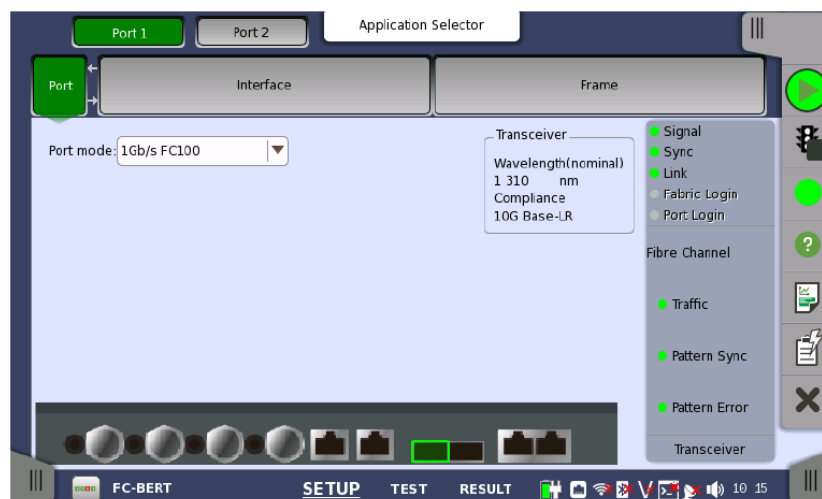 Port 1
Port 2
Application Selector
Port
Interface
Frame
Port mode:
1Gb/s FC100
Transceiver
Wavelength(nominal)
1 310 nm
Compliance
10G Base-LR
Signal
Sync
Link
Fabric Login
Port Login
Fibre Channel
Traffic
Pattern Sync
Pattern Error
Transceiver
FC-BERT
SETUP
TEST
RESULT
10 15